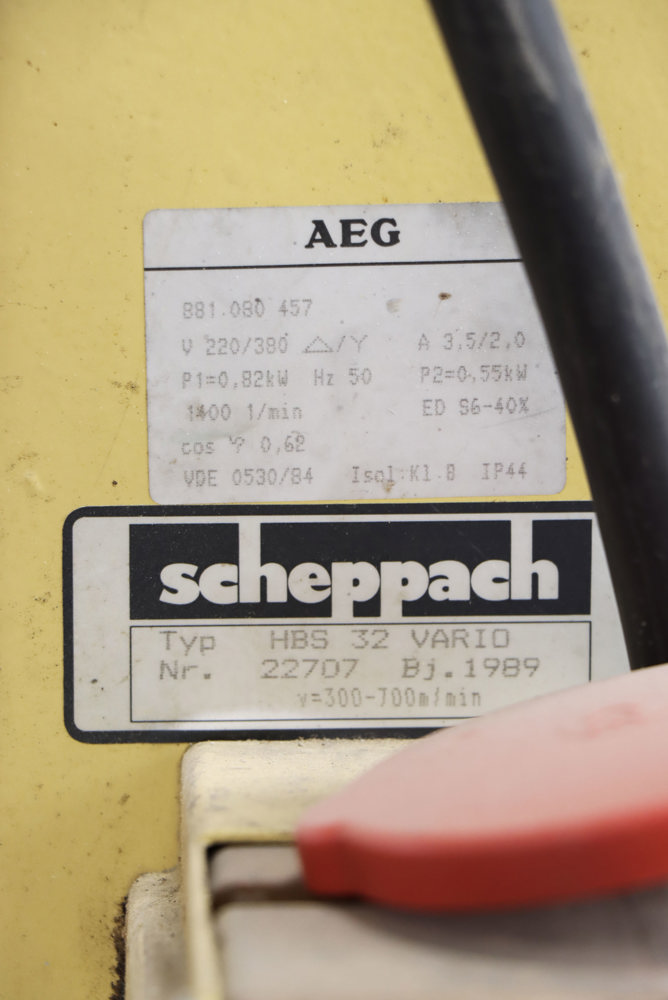 AEG
881.080 457
V 220/380 △/Y A 3,5/2,0
P1=0,82kW Hz 50 P2=0,55kW
1400 1/min ED S6-40%
cos φ 0,62
VDE 0530/84 Isol.Kl.B IP44
scheppach
Typ HBS 32 VARIO
Nr. 22707 Bj.1989
v=300-700m/min